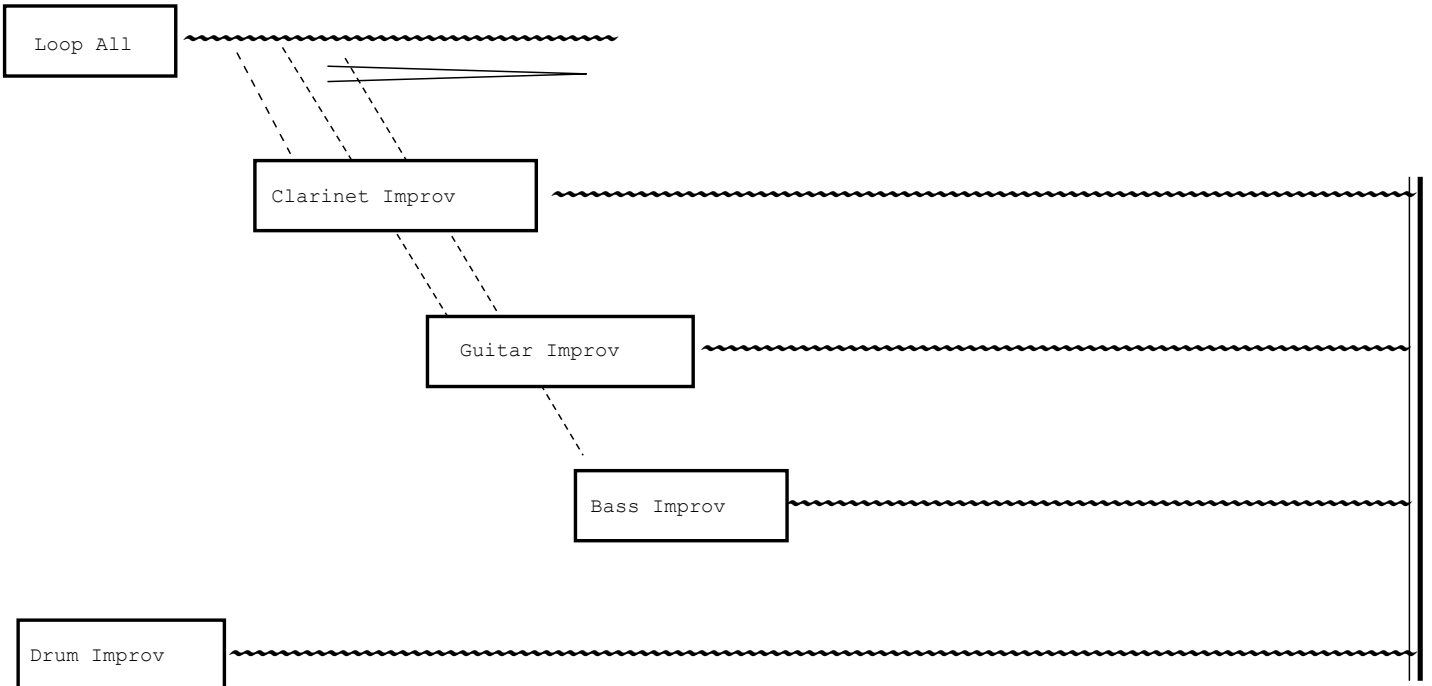 Loop All
Clarinet Improv
Guitar Improv
Bass Improv
Drum Improv